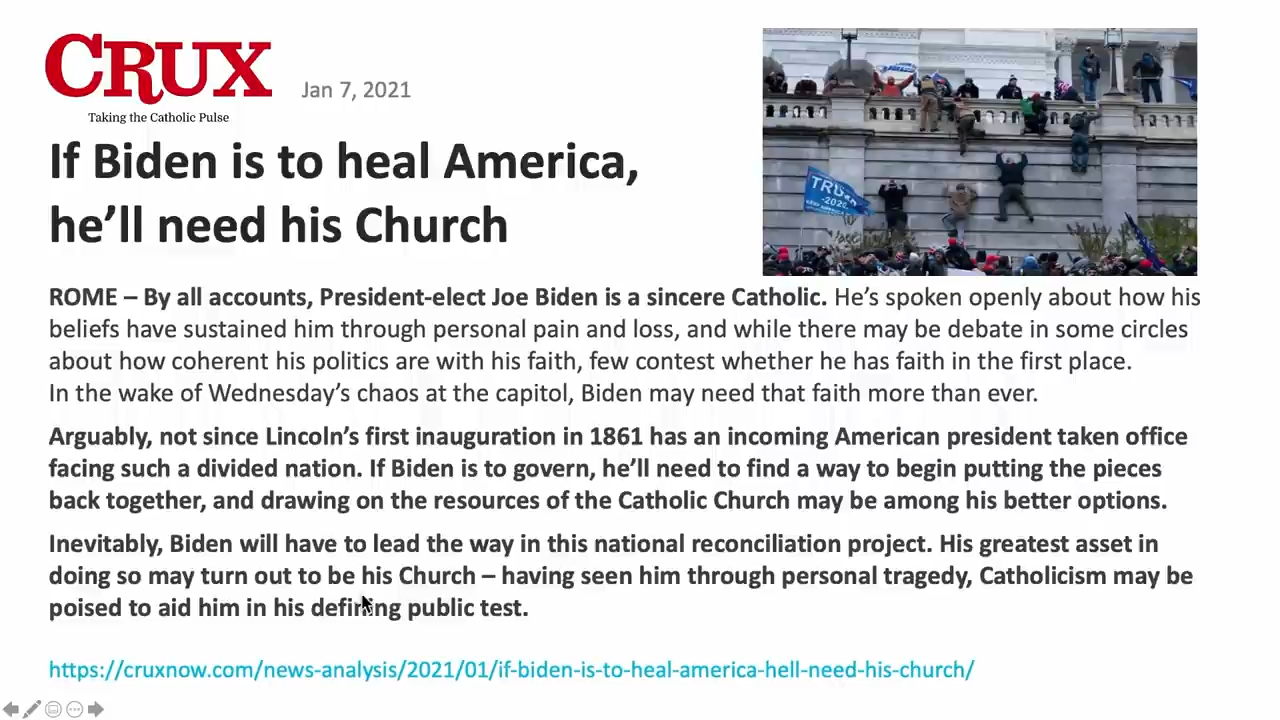 CRUX
Jan 7, 2021
Taking the Catholic Pulse
If Biden is to heal America,
he’ll need his Church
TRUMP
-2020-
ROME – By all accounts, President-elect Joe Biden is a sincere Catholic. He’s spoken openly about how his
beliefs have sustained him through personal pain and loss, and while there may be debate in some circles
about how coherent his politics are with his faith, few contest whether he has faith in the first place.
In the wake of Wednesday’s chaos at the capitol, Biden may need that faith more than ever.
Arguably, not since Lincoln’s first inauguration in 1861 has an incoming American president taken office
facing such a divided nation. If Biden is to govern, he’ll need to find a way to begin putting the pieces
back together, and drawing on the resources of the Catholic Church may be among his better options.
Inevitably, Biden will have to lead the way in this national reconciliation project. His greatest asset in
doing so may turn out to be his Church – having seen him through personal tragedy, Catholicism may be
poised to aid him in his defining public test.
https://cruxnow.com/news-analysis/2021/01/if-biden-is-to-heal-america-hell-need-his-church/